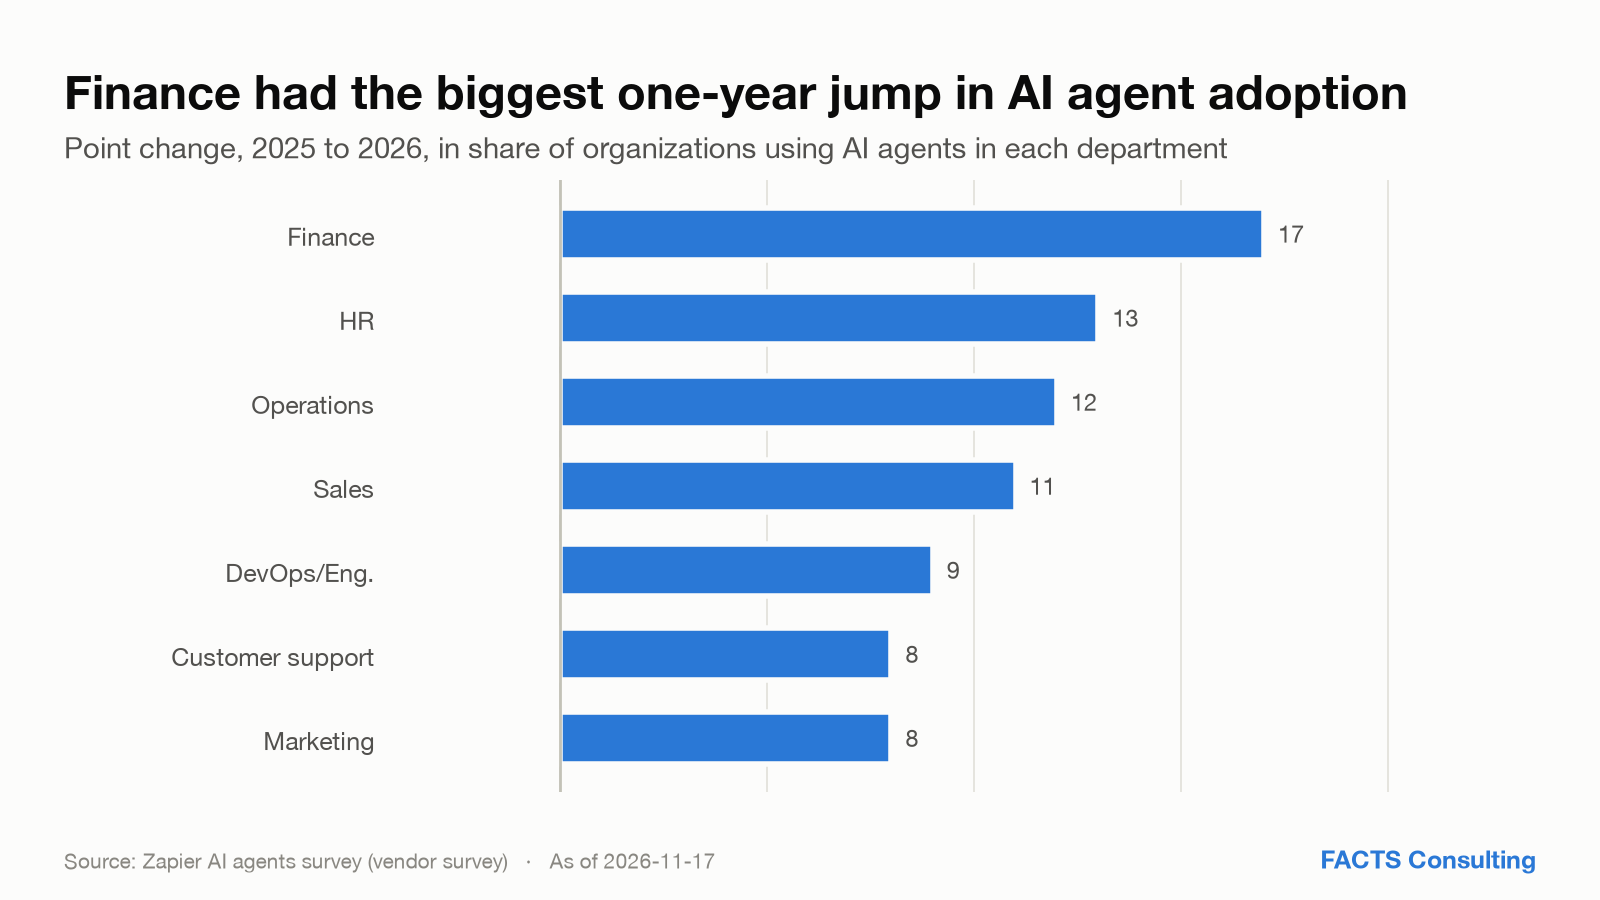 Finance had the biggest one-year jump in AI agent adoption
Point change, 2025 to 2026, in share of organizations using AI agents in each department
Finance 17
HR 13
Operations 12
Sales 11
DevOps/Eng. 9
Customer support 8
Marketing 8
Source: Zapier AI agents survey (vendor survey) · As of 2026-11-17
FACTS Consulting